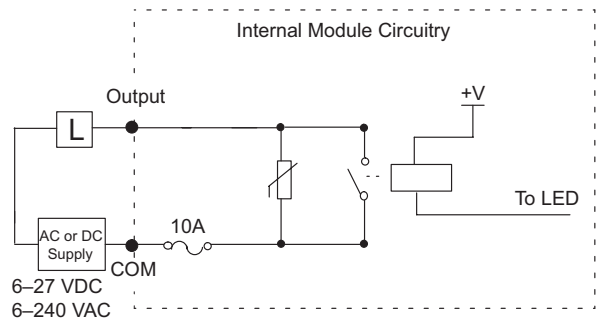 Internal Module Circuitry
Output
+V
L
To LED
10A
AC or DC
Supply
COM
6–27 VDC
6–240 VAC